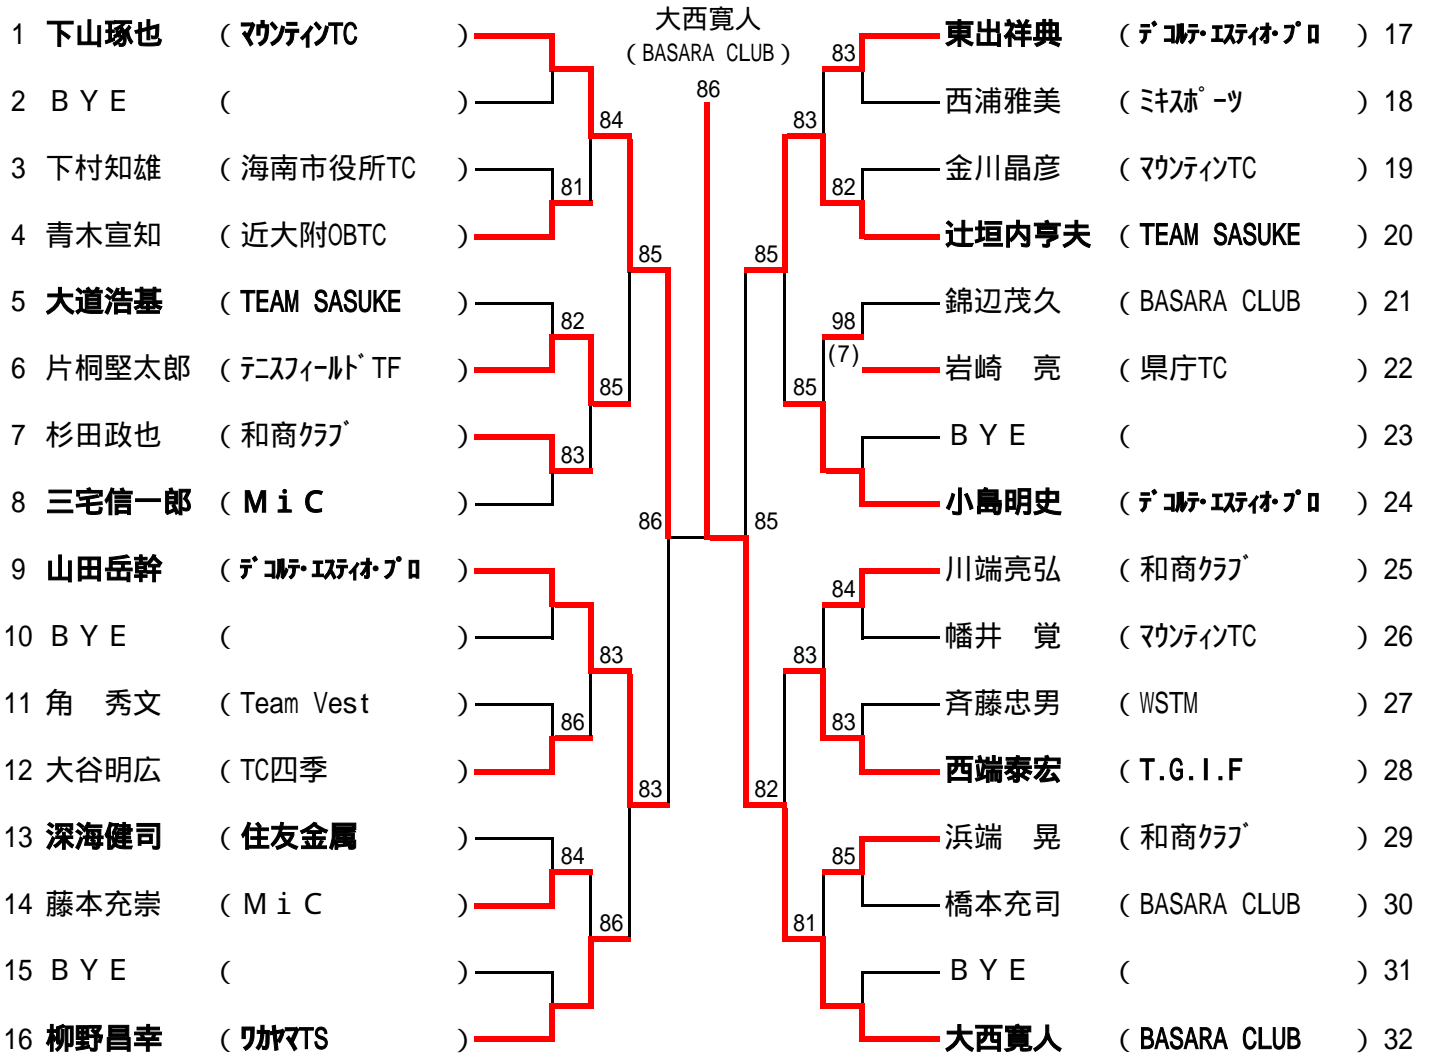 大西寛人
( BASARA CLUB )
86
1 下山琢也 ( マウンティンTC )
2 ＢＹＥ ( )
3 下村知雄 ( 海南市役所TC )
4 青木宣知 ( 近大附OBTC )
5 大道浩基 ( TEAM SASUKE )
6 片桐堅太郎 ( テニスフィールドTF )
7 杉田政也 ( 和商クラブ )
8 三宅信一郎 ( ＭｉＣ )
9 山田岳幹 ( デコルテ・エスティオ・プロ )
10 ＢＹＥ ( )
11 角　秀文 ( Team Vest )
12 大谷明広 ( TC四季 )
13 深海健司 ( 住友金属 )
14 藤本充崇 ( ＭｉＣ )
15 ＢＹＥ ( )
16 柳野昌幸 ( ワカヤマTS )
84
81
85
82
85
83
86
83
86
83
84
86
東出祥典 ( デコルテ・エスティオ・プロ ) 17
西浦雅美 ( ミキスポーツ ) 18
金川晶彦 ( マウンティンTC ) 19
辻垣内亨夫 ( TEAM SASUKE ) 20
錦辺茂久 ( BASARA CLUB ) 21
岩崎　亮 ( 県庁TC ) 22
ＢＹＥ ( ) 23
小島明史 ( デコルテ・エスティオ・プロ ) 24
川端亮弘 ( 和商クラブ ) 25
幡井　覚 ( マウンティンTC ) 26
斉藤忠男 ( WSTM ) 27
西端泰宏 ( T.G.I.F ) 28
浜端　晃 ( 和商クラブ ) 29
橋本充司 ( BASARA CLUB ) 30
ＢＹＥ ( ) 31
大西寛人 ( BASARA CLUB ) 32
83
83
82
85
98
(7)
85
85
84
83
83
82
85
81